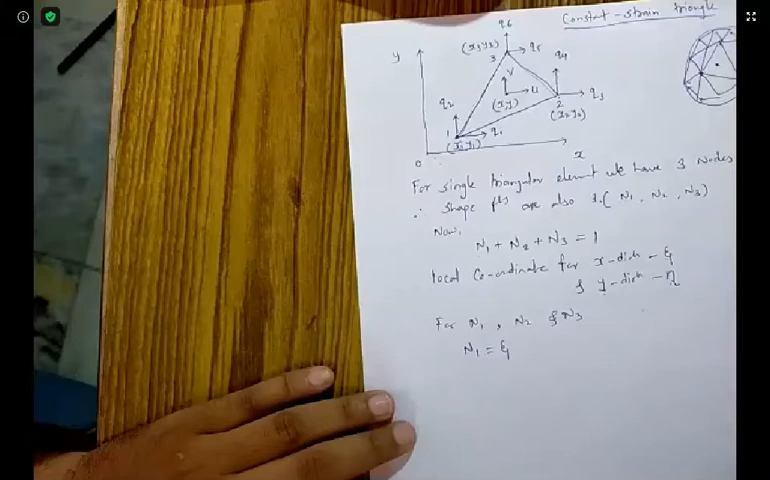 Constant-strain triangle
q6
(x3,y3) 3 q5
y
q4
v
u
q2
(x,y)
2 q3
(x2,y2)
1 q1
(x1,y1)
0
x
For single triangular element we have 3 Nodes
∴ shape fns are also 3. ( N1, N2, N3)
Now,
N1 + N2 + N3 = 1
local Co-ordinate for x-dirn - ξ
& y-dirn - η
For N1, N2 & N3
N1 = ξ